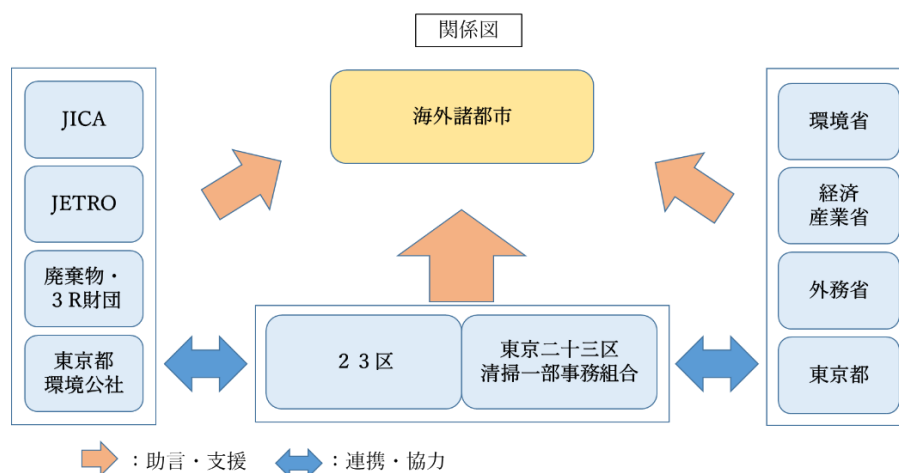 関係図
海外諸都市
JICA
JETRO
廃棄物・
３R財団
東京都
環境公社
２３区
東京二十三区
清掃一部事務組合
環境省
経済
産業省
外務省
東京都
：助言・支援
：連携・協力